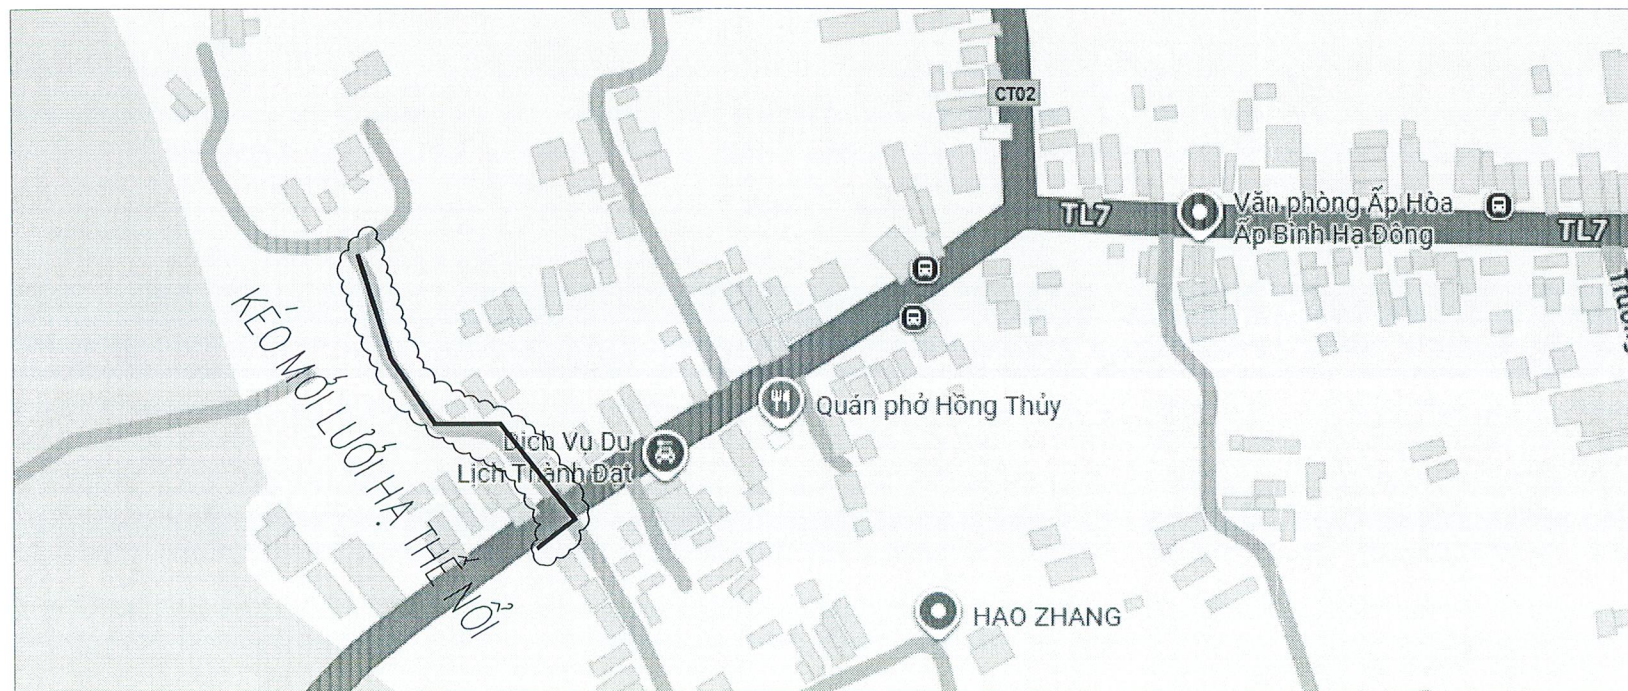 CT02
TL7
Văn phòng Ấp Hòa
Ấp Bình Hạ Đông
TL7
Quán phở Hồng Thủy
Dịch Vụ Du
Lịch Thành Đạt
KÉO MỚI LƯỚI HẠ THẾ NỔI
HAO ZHANG